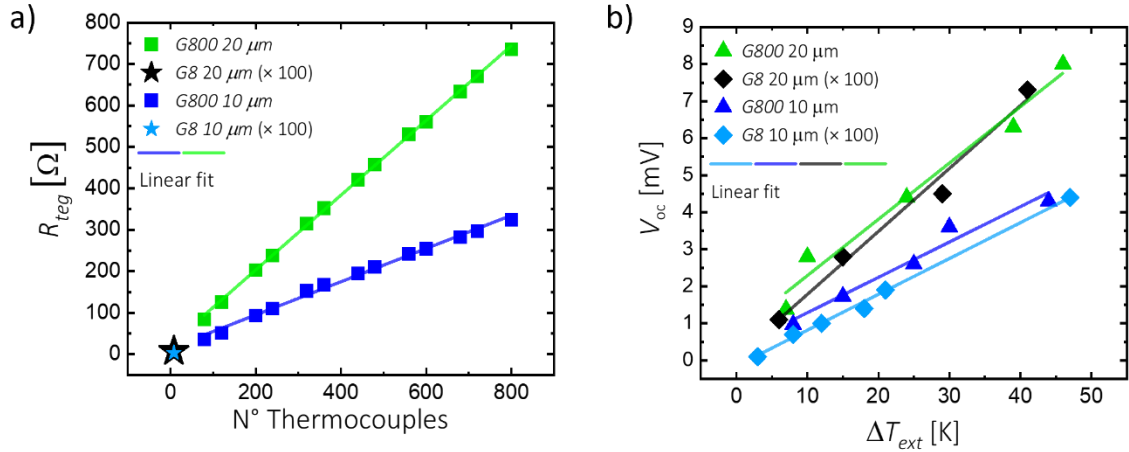 a)
800
700
600
500
400
300
200
100
0
R_teg [Ω]
G800 20 μm
G8 20 μm (× 100)
G800 10 μm
G8 10 μm (× 100)
Linear fit
0 200 400 600 800
N° Thermocouples
b)
9
8
7
6
5
4
3
2
1
0
V_oc [mV]
G800 20 μm
G8 20 μm (× 100)
G800 10 μm
G8 10 μm (× 100)
Linear fit
0 10 20 30 40 50
ΔT_ext [K]